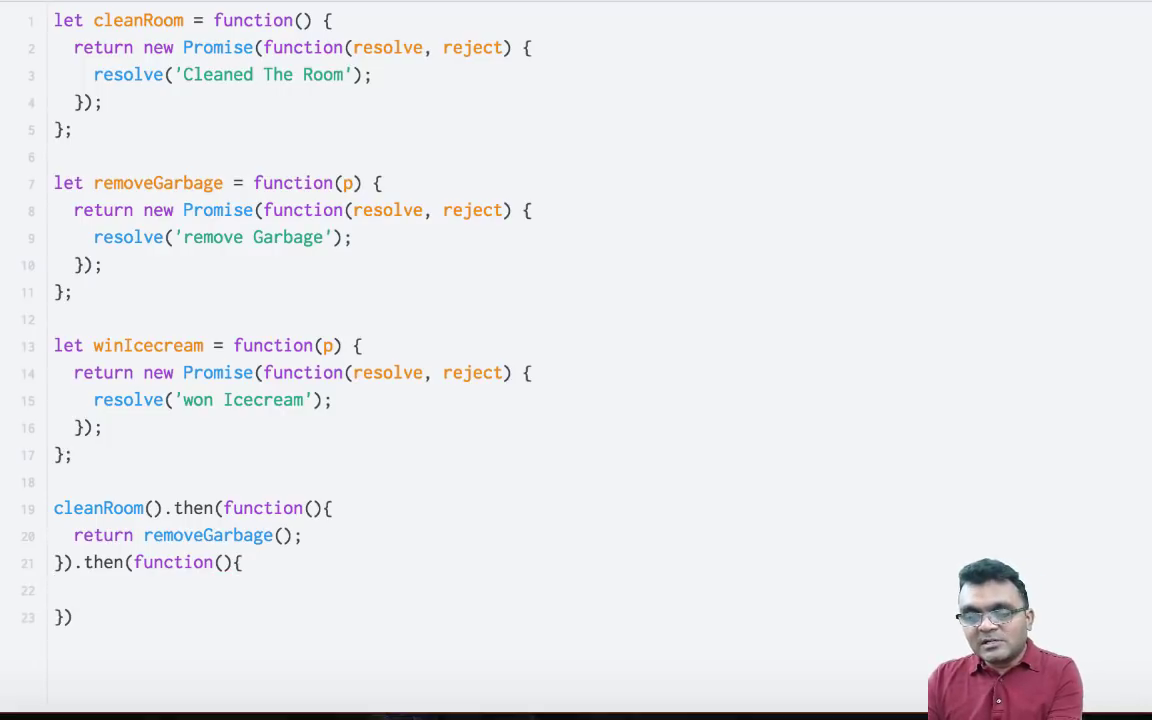 1 let cleanRoom = function() {
2 return new Promise(function(resolve, reject) {
3 resolve('Cleaned The Room');
4 });
5 };
6
7 let removeGarbage = function(p) {
8 return new Promise(function(resolve, reject) {
9 resolve('remove Garbage');
10 });
11 };
12
13 let winIcecream = function(p) {
14 return new Promise(function(resolve, reject) {
15 resolve('won Icecream');
16 });
17 };
18
19 cleanRoom().then(function(){
20 return removeGarbage();
21 }).then(function(){
22
23 })